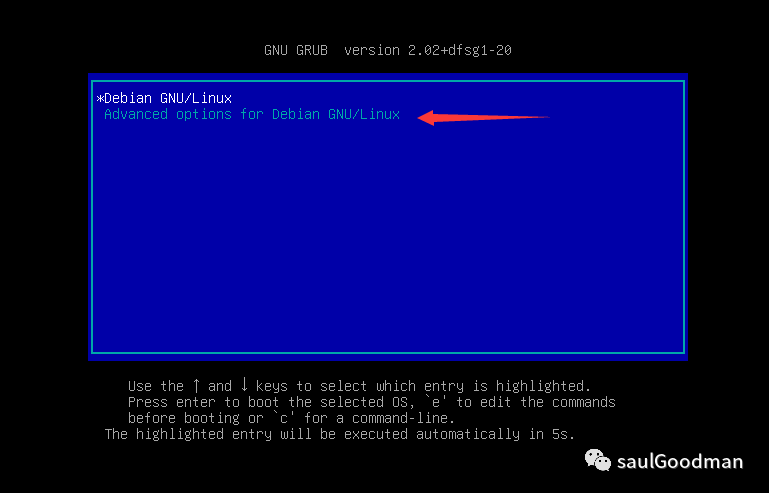 GNU GRUB  version 2.02+dfsg1-20
*Debian GNU/Linux
Advanced options for Debian GNU/Linux
Use the ↑ and ↓ keys to select which entry is highlighted.
Press enter to boot the selected OS, `e' to edit the commands
before booting or `c' for a command-line.
The highlighted entry will be executed automatically in 5s.
saulGoodman